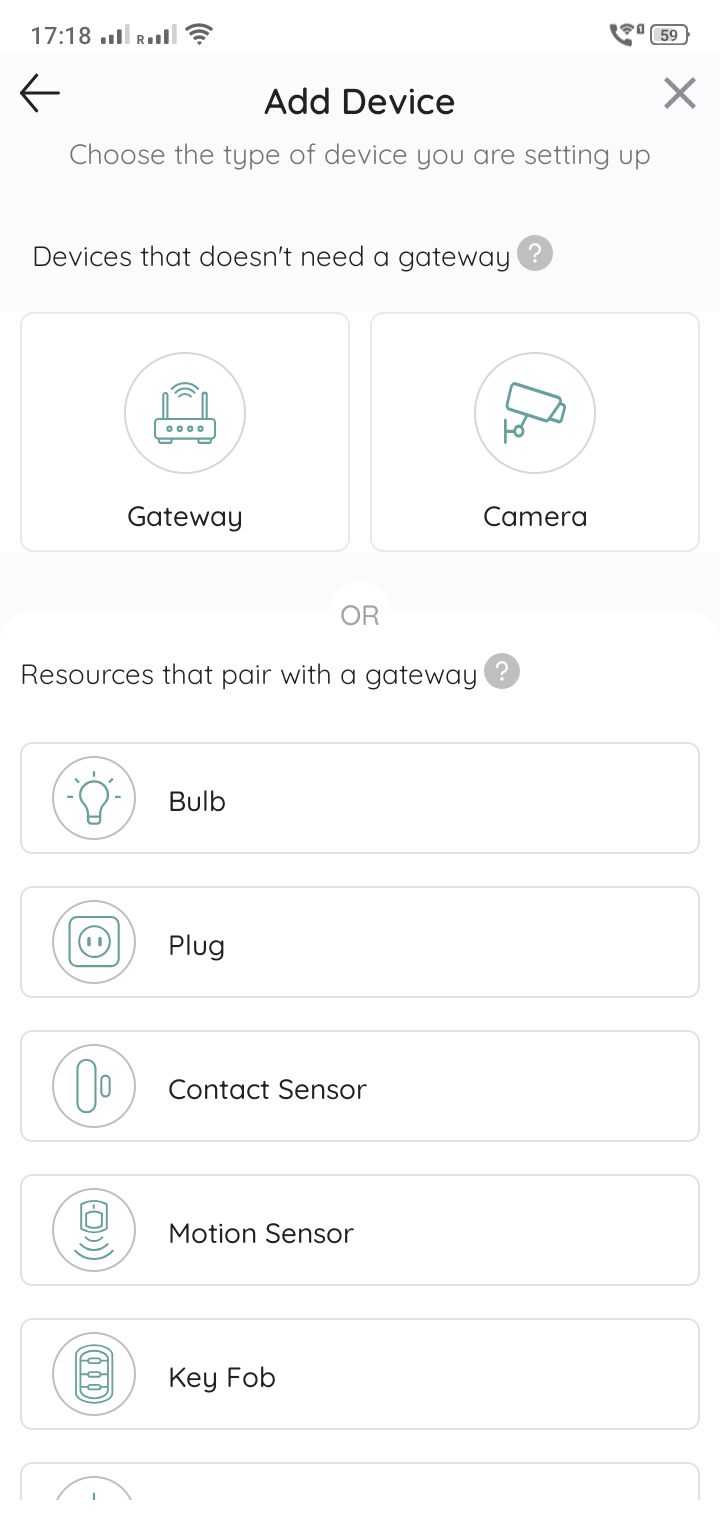 17:18
R
59
Add Device
Choose the type of device you are setting up
Devices that doesn't need a gateway ?
Gateway
Camera
OR
Resources that pair with a gateway ?
Bulb
Plug
Contact Sensor
Motion Sensor
Key Fob